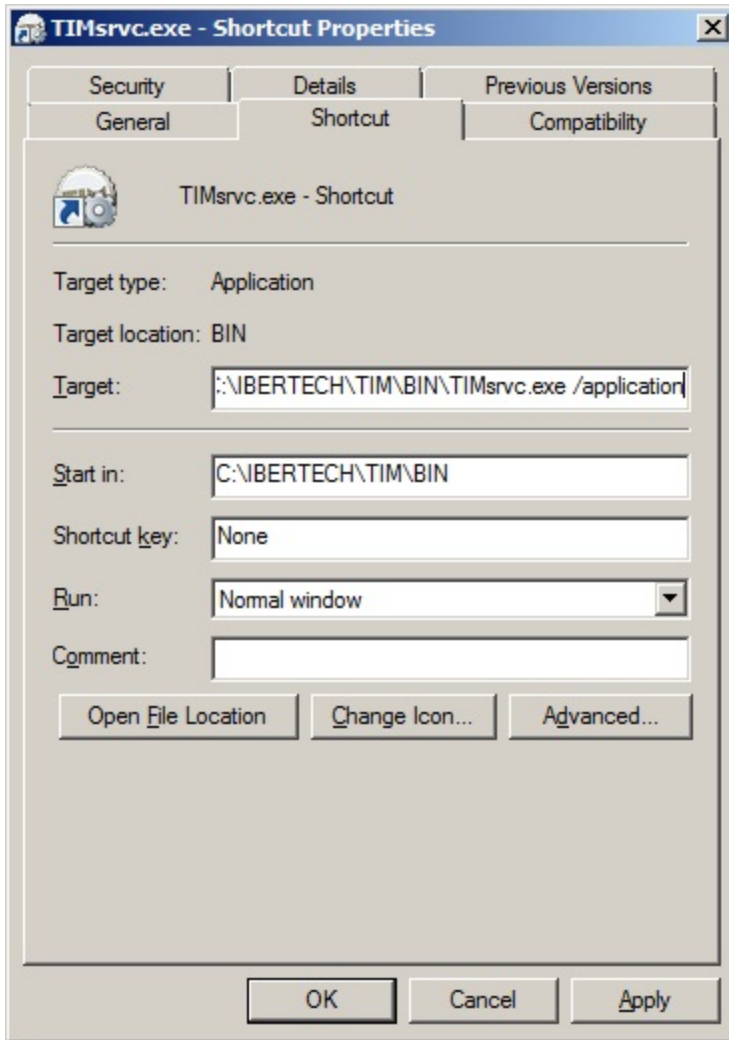 TIMsrvc.exe - Shortcut Properties
Security Details Previous Versions
General Shortcut Compatibility
TIMsrvc.exe - Shortcut
Target type: Application
Target location: BIN
Target: :\IBERTECH\TIM\BIN\TIMsrvc.exe /application
Start in: C:\IBERTECH\TIM\BIN
Shortcut key: None
Run: Normal window
Comment:
Open File Location Change Icon... Advanced...
OK Cancel Apply